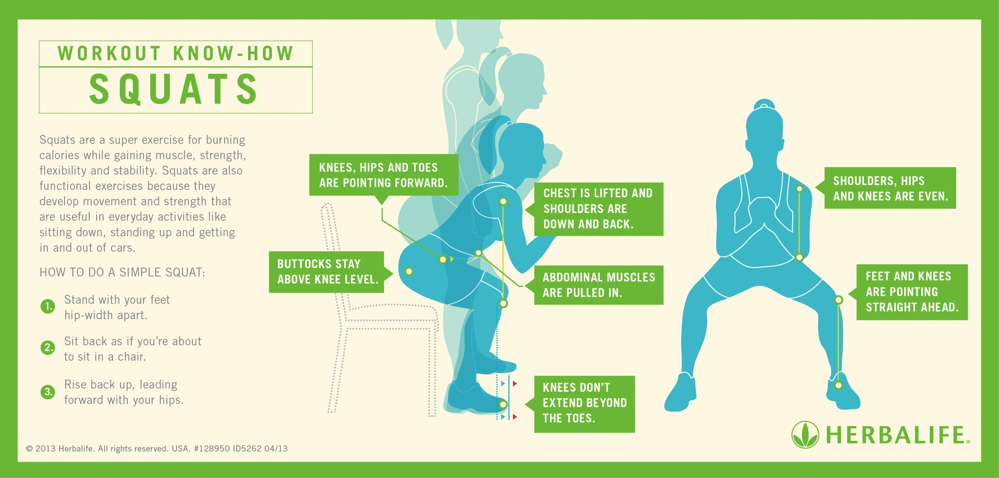 WORKOUT KNOW-HOW
SQUATS
Squats are a super exercise for burning
calories while gaining muscle, strength,
flexibility and stability. Squats are also
functional exercises because they
develop movement and strength that
are useful in everyday activities like
sitting down, standing up and getting
in and out of cars.
HOW TO DO A SIMPLE SQUAT:
1. Stand with your feet
hip-width apart.
2. Sit back as if you’re about
to sit in a chair.
3. Rise back up, leading
forward with your hips.
KNEES, HIPS AND TOES
ARE POINTING FORWARD.
BUTTOCKS STAY
ABOVE KNEE LEVEL.
CHEST IS LIFTED AND
SHOULDERS ARE
DOWN AND BACK.
ABDOMINAL MUSCLES
ARE PULLED IN.
KNEES DON’T
EXTEND BEYOND
THE TOES.
SHOULDERS, HIPS
AND KNEES ARE EVEN.
FEET AND KNEES
ARE POINTING
STRAIGHT AHEAD.
HERBALIFE®
© 2013 Herbalife. All rights reserved. USA. #128950 ID5262 04/13